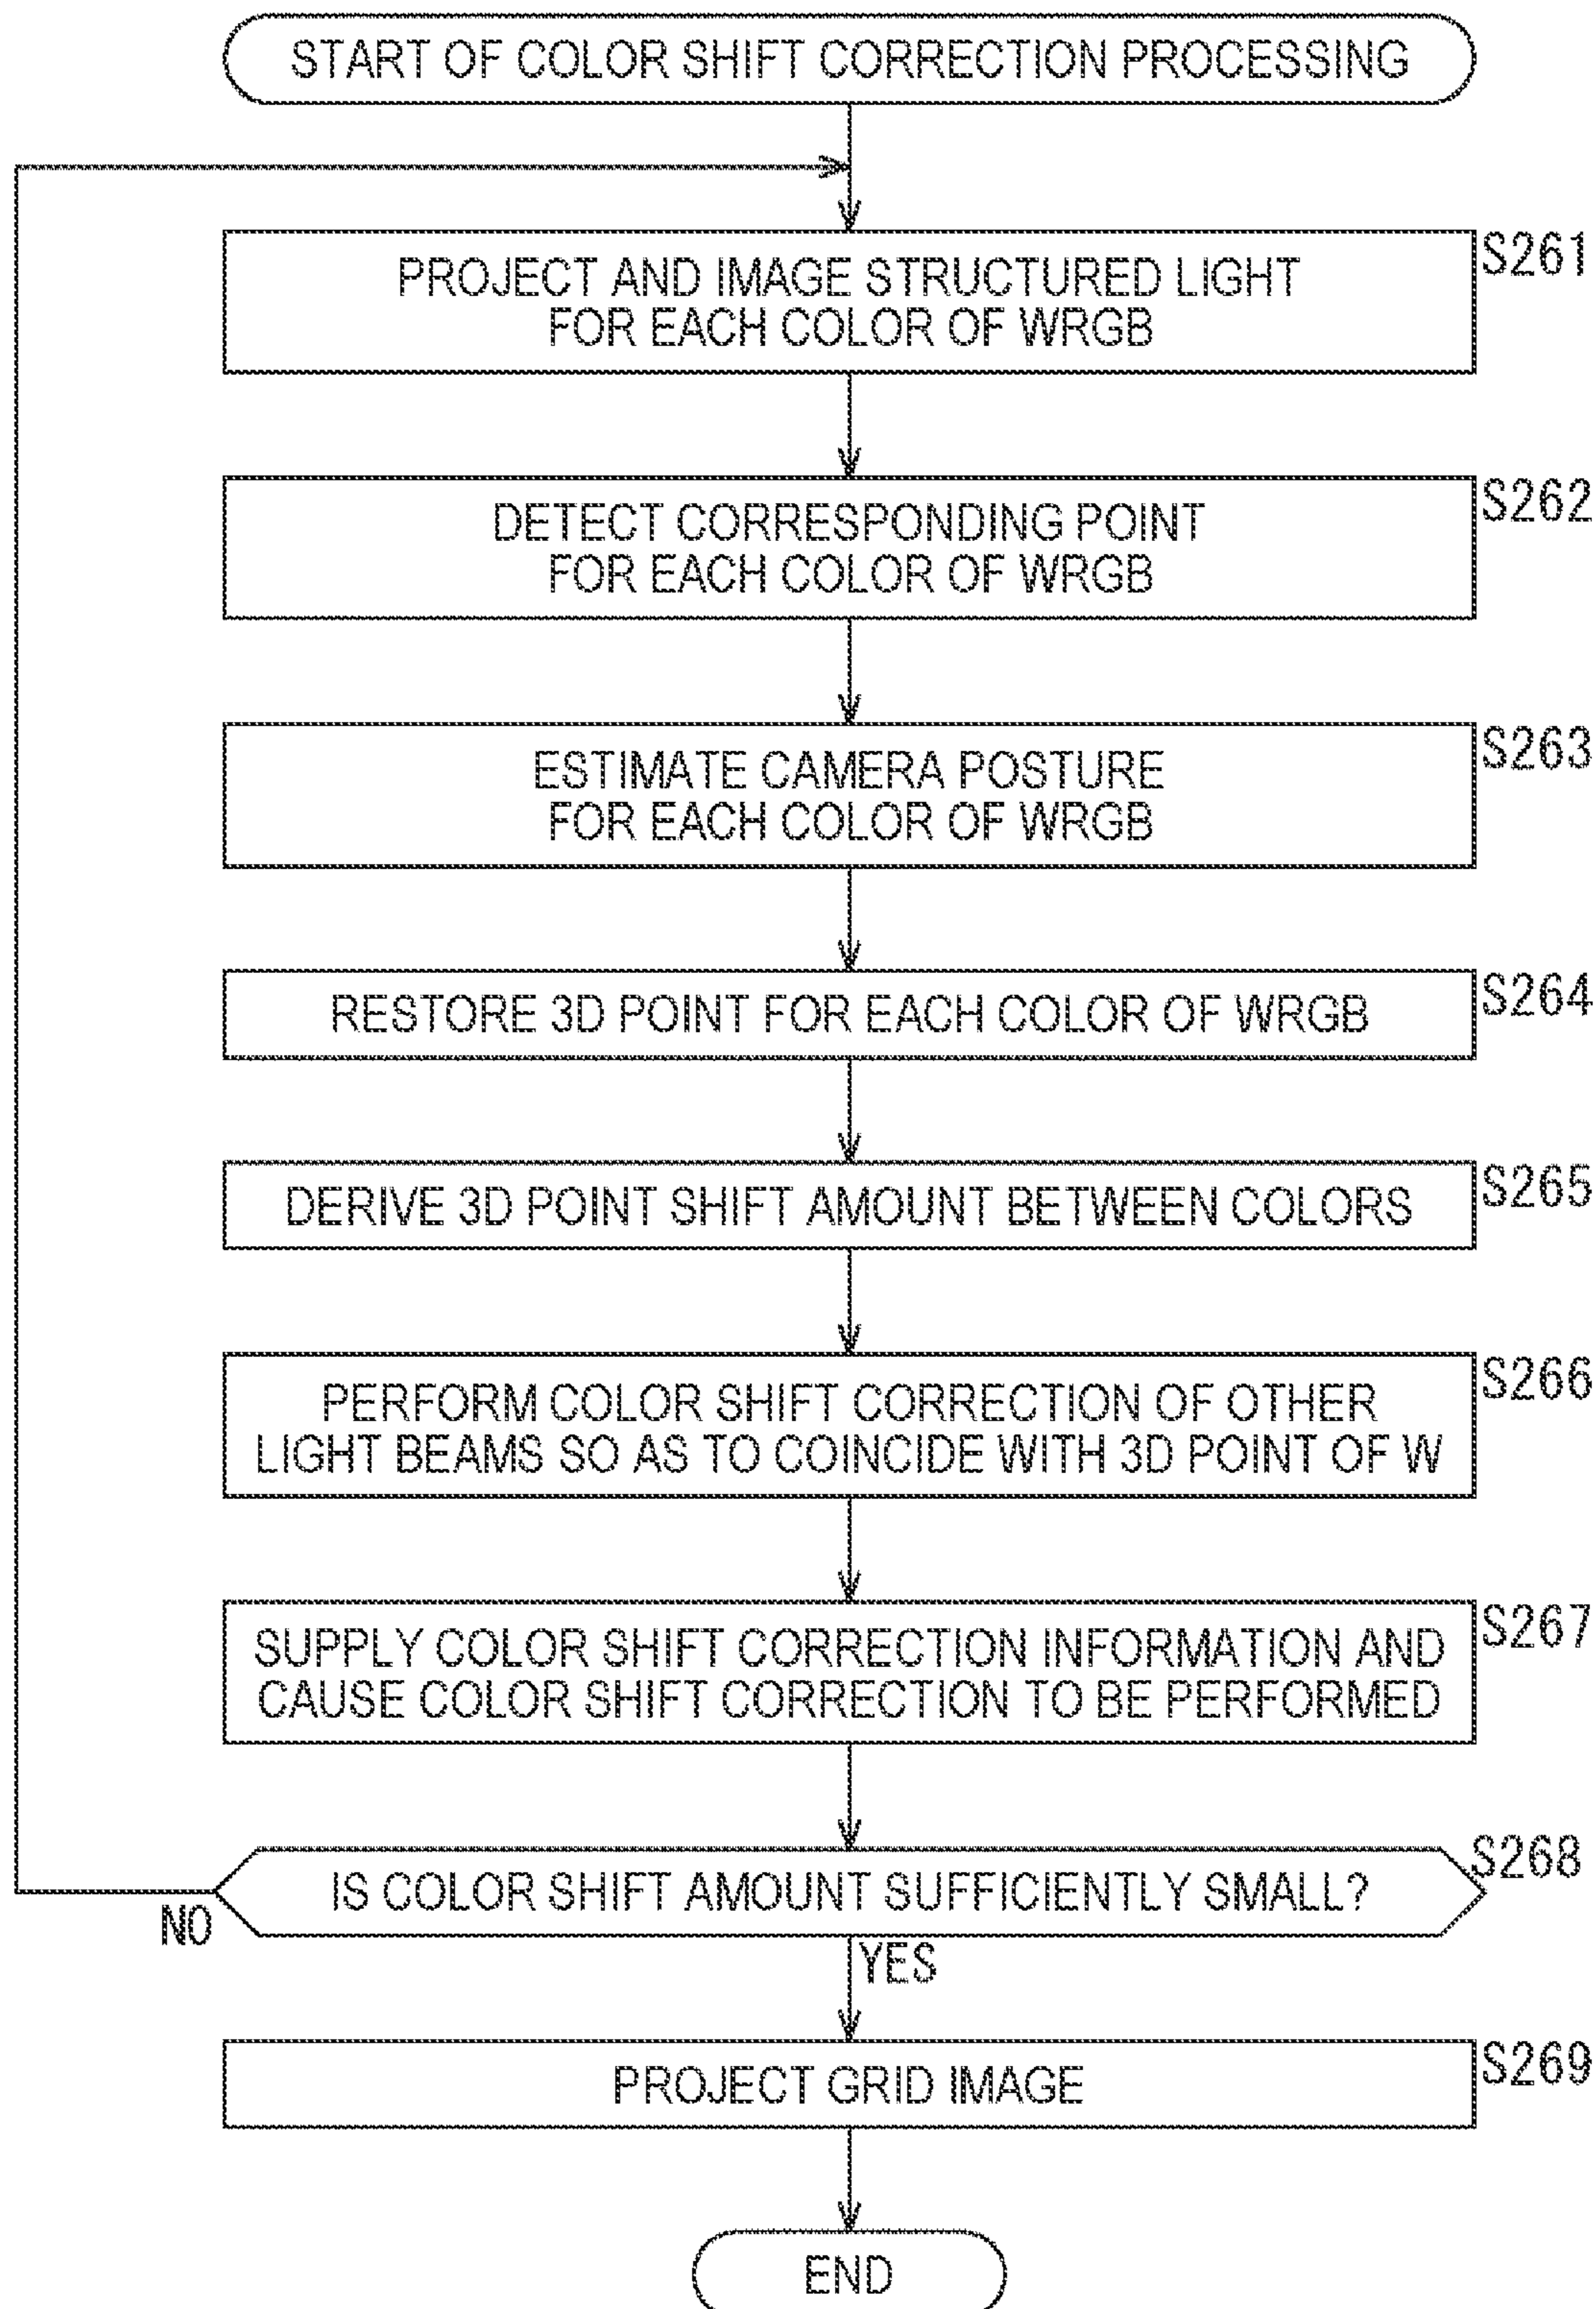 START OF COLOR SHIFT CORRECTION PROCESSING
PROJECT AND IMAGE STRUCTURED LIGHT
FOR EACH COLOR OF WRGB
S261
DETECT CORRESPONDING POINT
FOR EACH COLOR OF WRGB
S262
ESTIMATE CAMERA POSTURE
FOR EACH COLOR OF WRGB
S263
RESTORE 3D POINT FOR EACH COLOR OF WRGB
S264
DERIVE 3D POINT SHIFT AMOUNT BETWEEN COLORS
S265
PERFORM COLOR SHIFT CORRECTION OF OTHER
LIGHT BEAMS SO AS TO COINCIDE WITH 3D POINT OF W
S266
SUPPLY COLOR SHIFT CORRECTION INFORMATION AND
CAUSE COLOR SHIFT CORRECTION TO BE PERFORMED
S267
IS COLOR SHIFT AMOUNT SUFFICIENTLY SMALL?
S268
NO
YES
PROJECT GRID IMAGE
S269
END